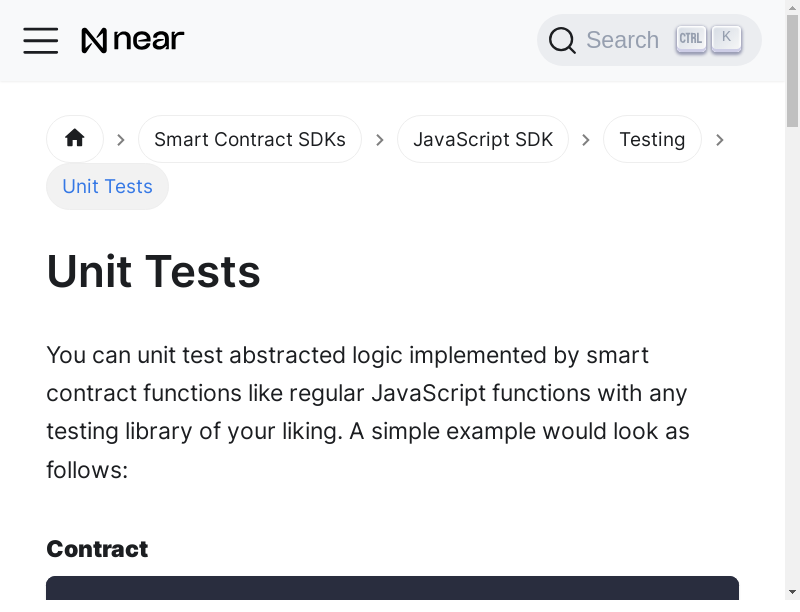 near
Search CTRL K
Smart Contract SDKs JavaScript SDK Testing
Unit Tests
Unit Tests
You can unit test abstracted logic implemented by smart
contract functions like regular JavaScript functions with any
testing library of your liking. A simple example would look as
follows:
Contract